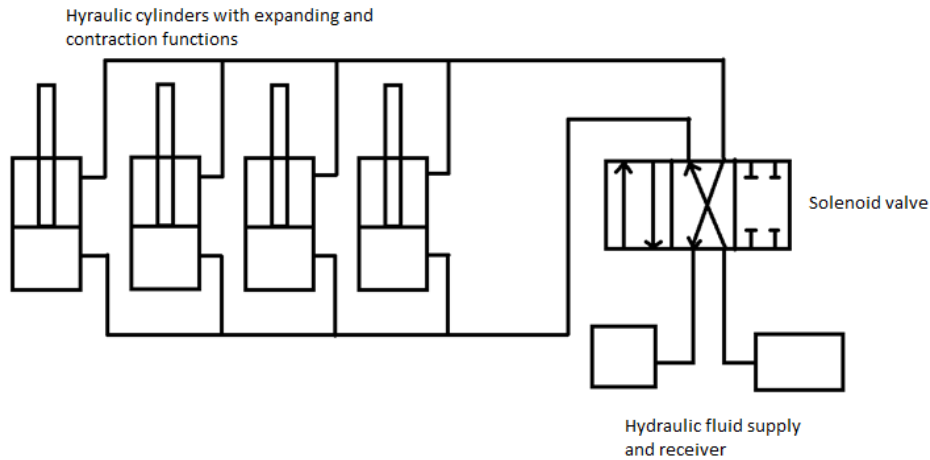 Hyraulic cylinders with expanding and
contraction functions
Solenoid valve
Hydraulic fluid supply
and receiver